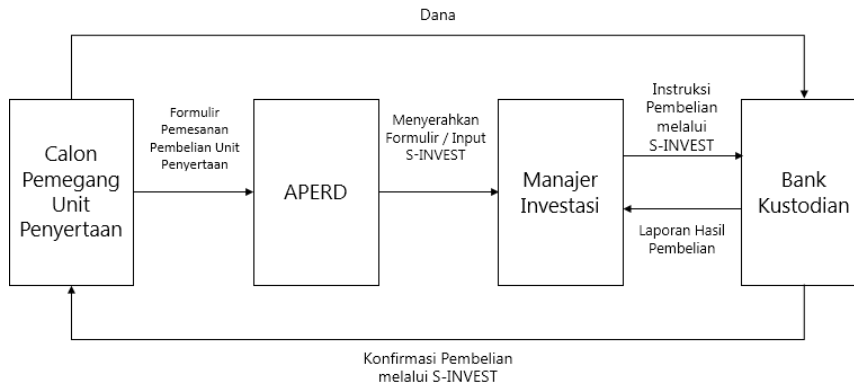 Dana
Formulir
Pemesanan
Pembelian Unit
Penyertaan
Menyerahkan
Formulir / Input
S-INVEST
Instruksi
Pembelian
melalui
S-INVEST
Calon
Pemegang
Unit
Penyertaan
APERD
Manajer
Investasi
Bank
Kustodian
Laporan Hasil
Pembelian
Konfirmasi Pembelian
melalui S-INVEST